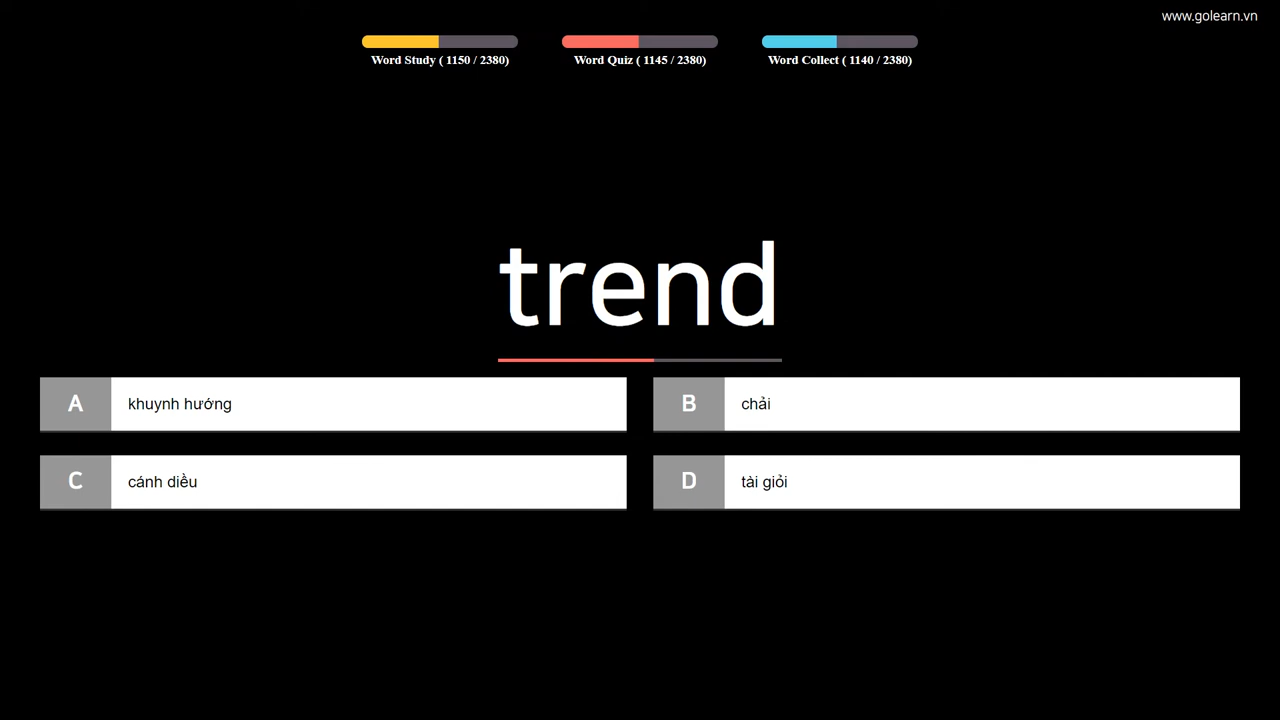 www.golearn.vn
Word Study ( 1150 / 2380)
Word Quiz ( 1145 / 2380)
Word Collect ( 1140 / 2380)
trend
A khuynh hướng
B chải
C cánh diều
D tài giỏi